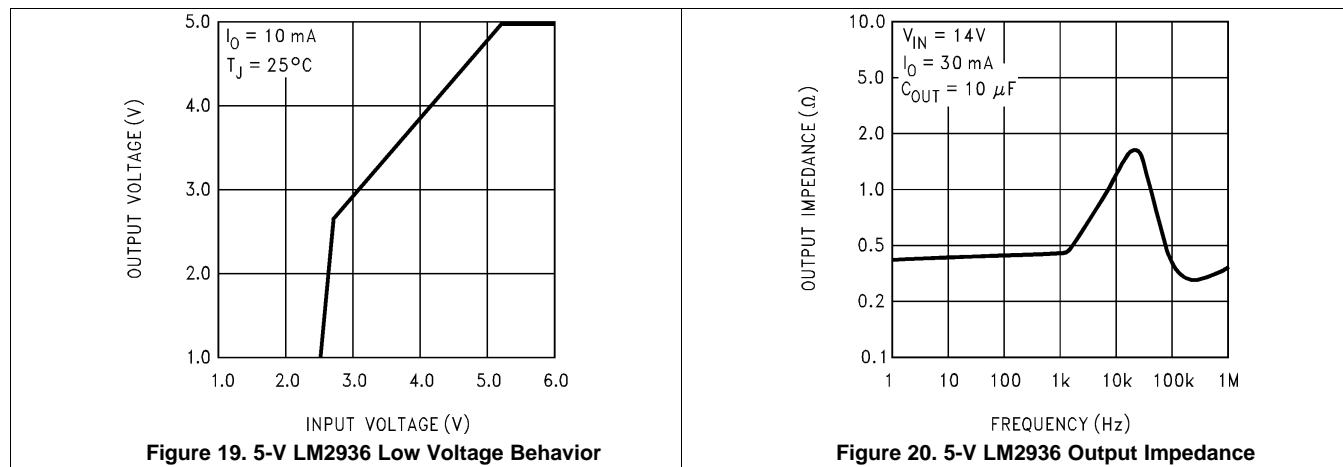 5.0
4.0
3.0
2.0
1.0
OUTPUT VOLTAGE (V)
I_O = 10 mA
T_J = 25°C
1.0 2.0 3.0 4.0 5.0 6.0
INPUT VOLTAGE (V)
Figure 19. 5-V LM2936 Low Voltage Behavior
10.0
5.0
2.0
1.0
0.5
0.2
0.1
OUTPUT IMPEDANCE (Ω)
V_IN = 14V
I_O = 30 mA
C_OUT = 10 μF
1 10 100 1k 10k 100k 1M
FREQUENCY (Hz)
Figure 20. 5-V LM2936 Output Impedance